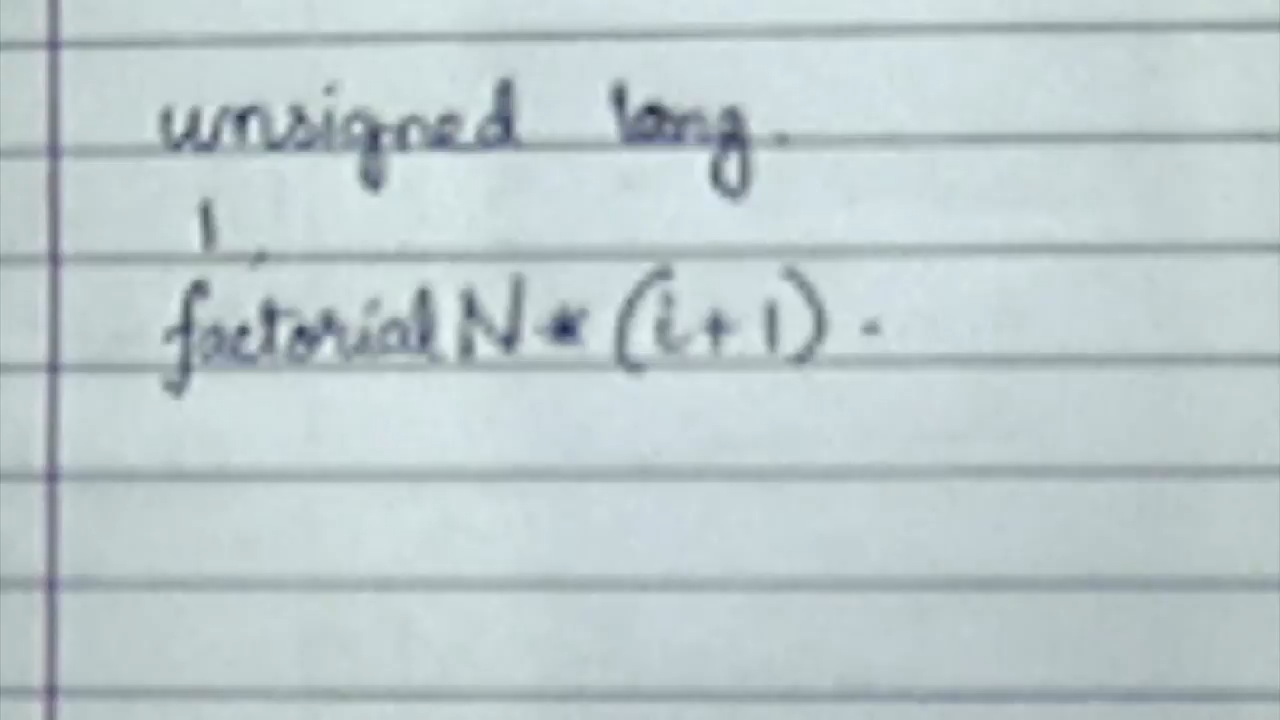 unsigned long.
1,
factorialN * (i+1).